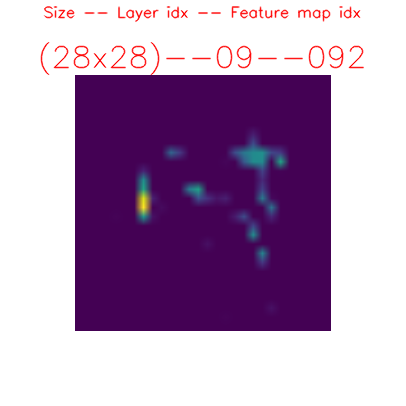 Size -- Layer idx -- Feature map idx
(28x28)--09--092